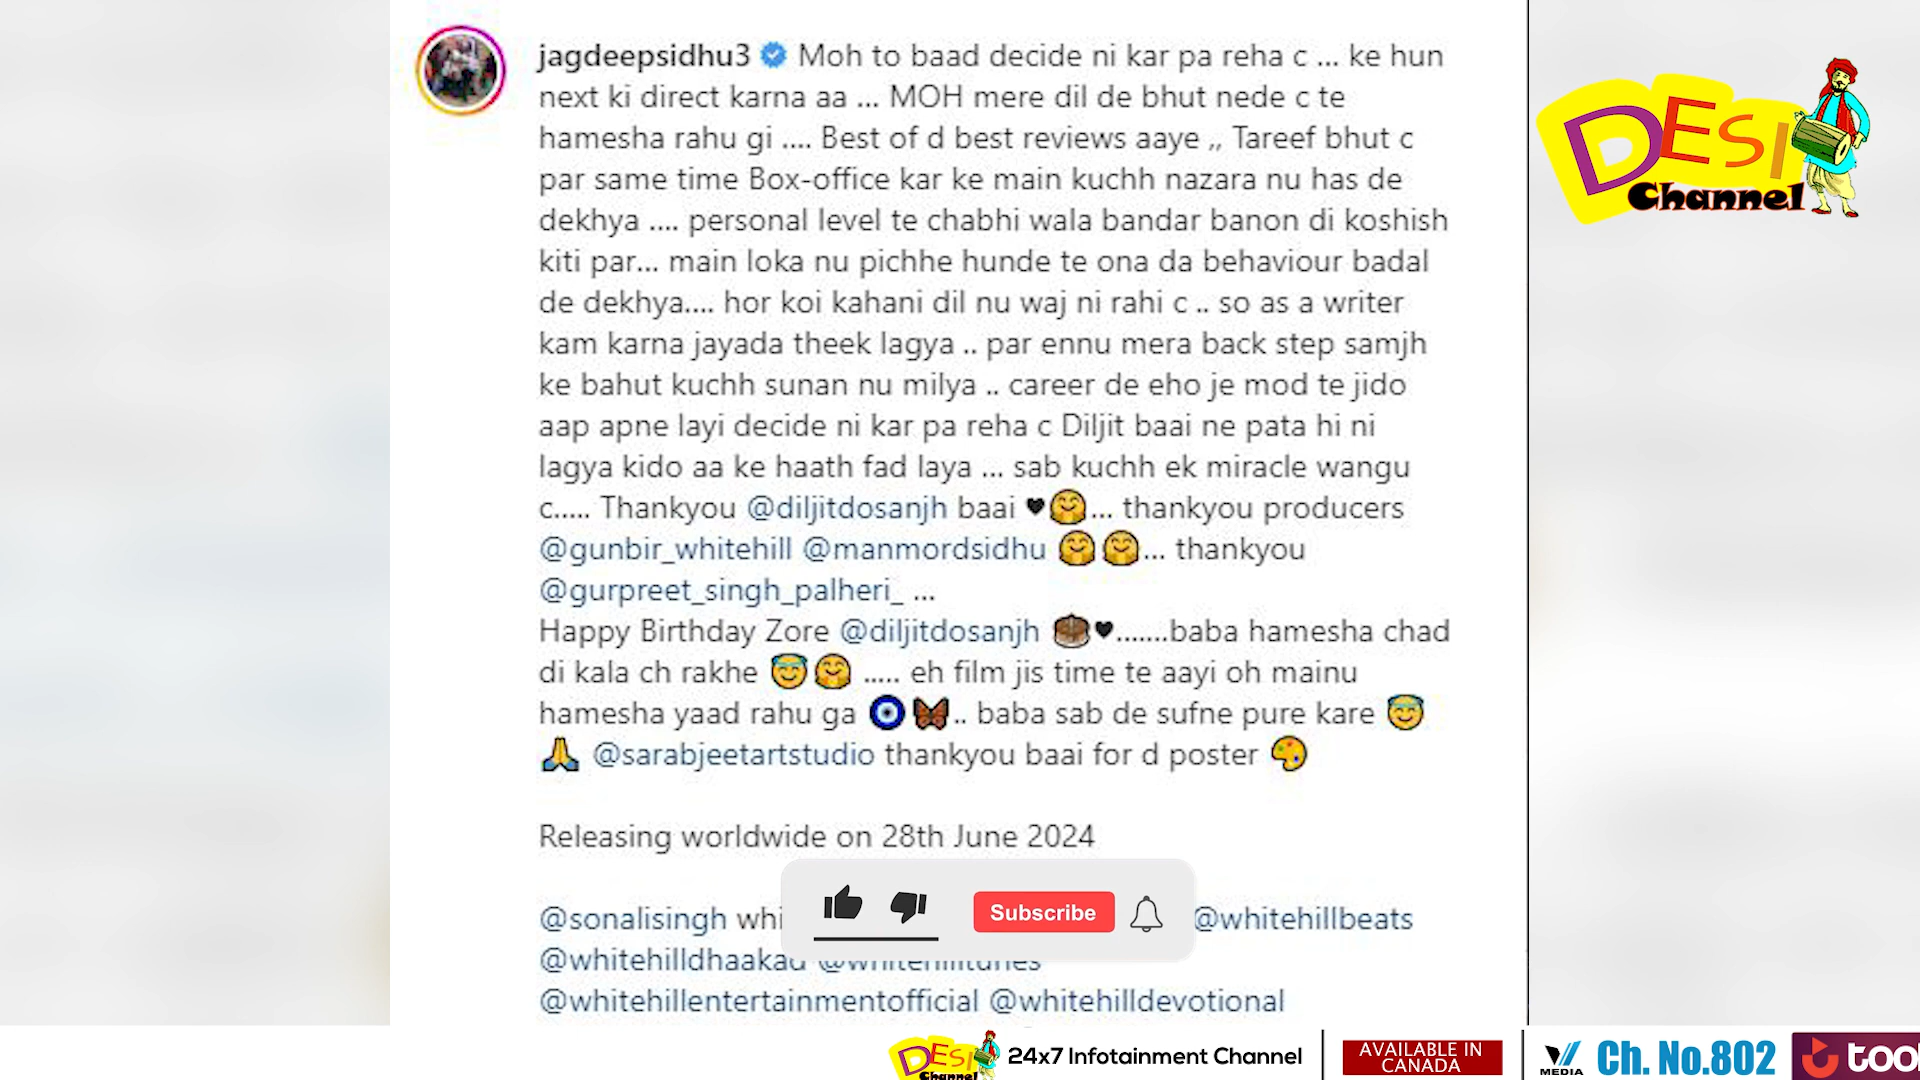 jagdeepsidhu3 Moh to baad decide ni kar pa reha c ... ke hun
next ki direct karna aa ... MOH mere dil de bhut nede c te
hamesha rahu gi .... Best of d best reviews aaye ,, Tareef bhut c
par same time Box-office kar ke main kuchh nazara nu has de
dekhya .... personal level te chabhi wala bandar banon di koshish
kiti par... main loka nu pichhe hunde te ona da behaviour badal
de dekhya.... hor koi kahani dil nu waj ni rahi c .. so as a writer
kam karna jayada theek lagya .. par ennu mera back step samjh
ke bahut kuchh sunan nu milya .. career de eho je mod te jido
aap apne layi decide ni kar pa reha c Diljit baai ne pata hi ni
lagya kido aa ke haath fad laya ... sab kuchh ek miracle wangu
c..... Thankyou @diljitdosanjh baai 🖤🤗... thankyou producers
@gunbir_whitehill @manmordsidhu 🤗🤗... thankyou
@gurpreet_singh_palheri_ ...
Happy Birthday Zore @diljitdosanjh 🎂🖤.......baba hamesha chad
di kala ch rakhe 😇🤗 ..... eh film jis time te aayi oh mainu
hamesha yaad rahu ga 🧿🦋.. baba sab de sufne pure kare 😇
🙏 @sarabjeetartstudio thankyou baai for d poster 🎨
Releasing worldwide on 28th June 2024
@sonalisingh whi @whitehillbeats
@whitehilldhaakad @whitehilltunes
@whitehillentertainmentofficial @whitehilldevotional
Subscribe
DESI
Channel
DESI
Channel
24x7 Infotainment Channel
AVAILABLE IN
CANADA
MEDIA
Ch. No.802